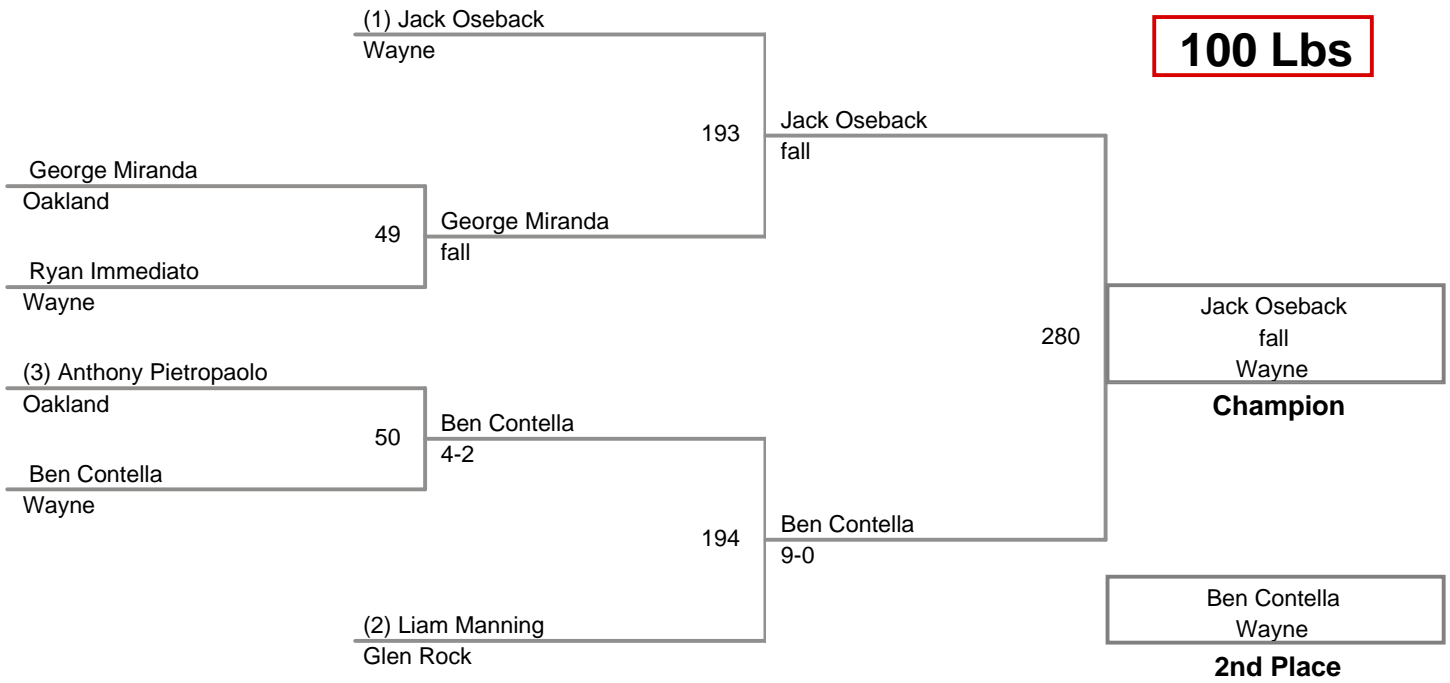 (1) Jack Oseback
Wayne
100 Lbs
193
Jack Oseback
fall
George Miranda
Oakland
49
George Miranda
fall
Ryan Immediato
Wayne
280
Jack Oseback
fall
Wayne
Champion
(3) Anthony Pietropaolo
Oakland
50
Ben Contella
4-2
Ben Contella
Wayne
194
Ben Contella
9-0
(2) Liam Manning
Glen Rock
Ben Contella
Wayne
2nd Place